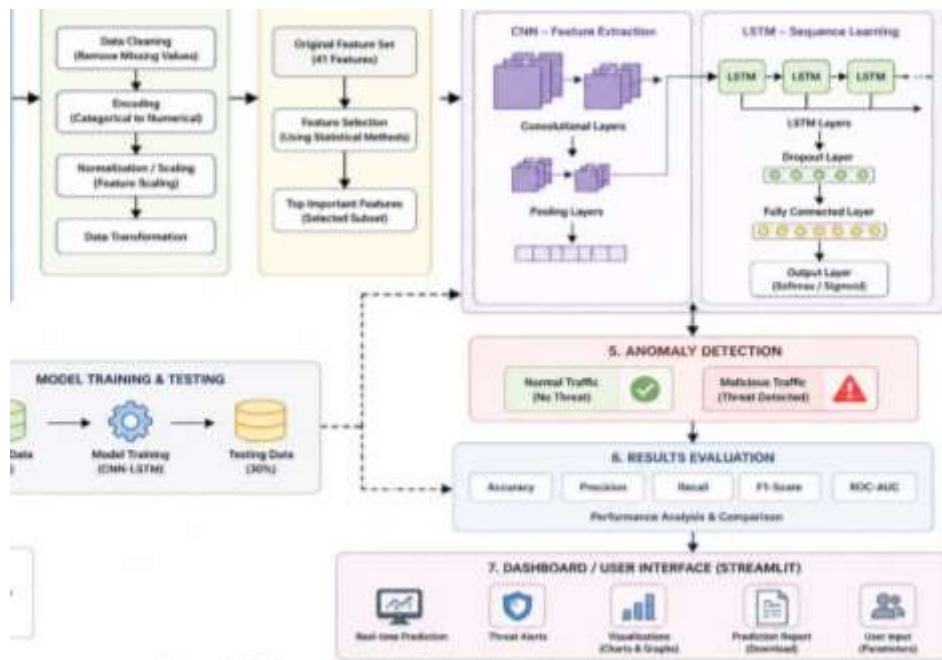 Data Cleaning
(Remove Missing Values)
Encoding
(Categorical to Numerical)
Normalization / Scaling
(Feature Scaling)
Data Transformation
Original Feature Set
(41 Features)
Feature Selection
(Using Statistical Methods)
Top Important Features
(Selected Subset)
CNN – Feature Extraction
Convolutional Layers
Pooling Layers
LSTM – Sequence Learning
LSTM
LSTM
LSTM
LSTM Layers
Dropout Layer
Fully Connected Layer
Output Layer
(Softmax / Sigmoid)
5. ANOMALY DETECTION
Normal Traffic
(No Threat)
Malicious Traffic
(Threat Detected)
MODEL TRAINING & TESTING
Data
Model Training
(CNN-LSTM)
Testing Data
(30%)
6. RESULTS EVALUATION
Accuracy
Precision
Recall
F1-Score
ROC-AUC
Performance Analysis & Comparison
7. DASHBOARD / USER INTERFACE (STREAMLIT)
Real-time Prediction
Threat Alerts
Visualizations
(Charts & Graphs)
Prediction Report
(Download)
User Input
(Parameters)